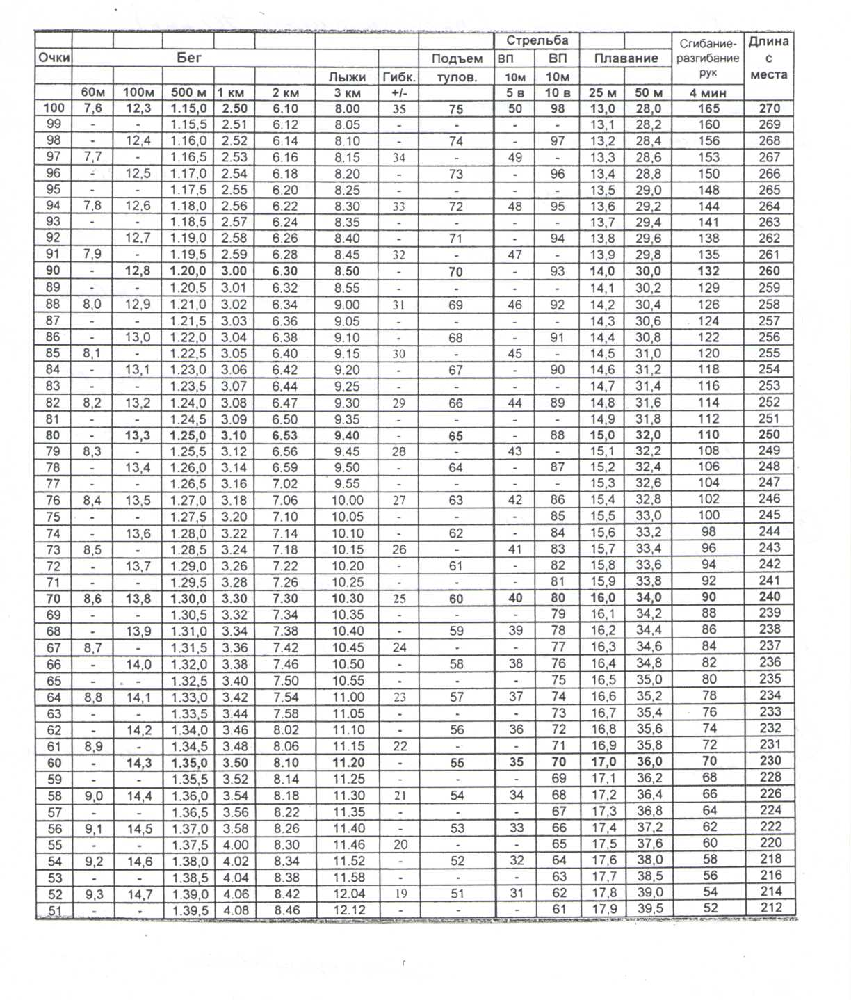 Стрельба Сгибание- Длина
Очки Бег Подъем ВП ВП Плавание разгибание с
Лыжи Гибк. тулов. 10м 10м рук места
60м 100м 500 м 1 км 2 км 3 км +/- 5 в 10 в 25 м 50 м 4 мин
100 7,6 12,3 1.15,0 2.50 6.10 8.00 35 75 50 98 13,0 28,0 165 270
99 - - 1.15,5 2.51 6.12 8.05 - - - - 13,1 28,2 160 269
98 - 12,4 1.16,0 2.52 6.14 8.10 - 74 - 97 13,2 28,4 156 268
97 7,7 - 1.16,5 2.53 6.16 8.15 34 - 49 - 13,3 28,6 153 267
96 - 12,5 1.17,0 2.54 6.18 8.20 - 73 - 96 13,4 28,8 150 266
95 - - 1.17,5 2.55 6.20 8.25 - - - - 13,5 29,0 148 265
94 7,8 12,6 1.18,0 2.56 6.22 8.30 33 72 48 95 13,6 29,2 144 264
93 - - 1.18,5 2.57 6.24 8.35 - - - - 13,7 29,4 141 263
92 12,7 1.19,0 2.58 6.26 8.40 - 71 - 94 13,8 29,6 138 262
91 7,9 - 1.19,5 2.59 6.28 8.45 32 - 47 - 13,9 29,8 135 261
90 - 12,8 1.20,0 3.00 6.30 8.50 - 70 - 93 14,0 30,0 132 260
89 - - 1.20,5 3.01 6.32 8.55 - - - - 14,1 30,2 129 259
88 8,0 12,9 1.21,0 3.02 6.34 9.00 31 69 46 92 14,2 30,4 126 258
87 - - 1.21,5 3.03 6.36 9.05 - - - - 14,3 30,6 124 257
86 - 13,0 1.22,0 3.04 6.38 9.10 - 68 - 91 14,4 30,8 122 256
85 8,1 - 1.22,5 3.05 6.40 9.15 30 - 45 - 14,5 31,0 120 255
84 - 13,1 1.23,0 3.06 6.42 9.20 - 67 - 90 14,6 31,2 118 254
83 - - 1.23,5 3.07 6.44 9.25 - - - - 14,7 31,4 116 253
82 8,2 13,2 1.24,0 3.08 6.47 9.30 29 66 44 89 14,8 31,6 114 252
81 - - 1.24,5 3.09 6.50 9.35 - - - - 14,9 31,8 112 251
80 - 13,3 1.25,0 3.10 6.53 9.40 - 65 - 88 15,0 32,0 110 250
79 8,3 - 1.25,5 3.12 6.56 9.45 28 - 43 - 15,1 32,2 108 249
78 - 13,4 1.26,0 3.14 6.59 9.50 - 64 - 87 15,2 32,4 106 248
77 - - 1.26,5 3.16 7.02 9.55 - - - - 15,3 32,6 104 247
76 8,4 13,5 1.27,0 3.18 7.06 10.00 27 63 42 86 15,4 32,8 102 246
75 - - 1.27,5 3.20 7.10 10.05 - - - 85 15,5 33,0 100 245
74 - 13,6 1.28,0 3.22 7.14 10.10 - 62 - 84 15,6 33,2 98 244
73 8,5 - 1.28,5 3.24 7.18 10.15 26 - 41 83 15,7 33,4 96 243
72 - 13,7 1.29,0 3.26 7.22 10.20 - 61 - 82 15,8 33,6 94 242
71 - - 1.29,5 3.28 7.26 10.25 - - - 81 15,9 33,8 92 241
70 8,6 13,8 1.30,0 3.30 7.30 10.30 25 60 40 80 16,0 34,0 90 240
69 - - 1.30,5 3.32 7.34 10.35 - - - 79 16,1 34,2 88 239
68 - 13,9 1.31,0 3.34 7.38 10.40 - 59 39 78 16,2 34,4 86 238
67 8,7 - 1.31,5 3.36 7.42 10.45 24 - - 77 16,3 34,6 84 237
66 - 14,0 1.32,0 3.38 7.46 10.50 - 58 38 76 16,4 34,8 82 236
65 - - 1.32,5 3.40 7.50 10.55 - - - 75 16,5 35,0 80 235
64 8,8 14,1 1.33,0 3.42 7.54 11.00 23 57 37 74 16,6 35,2 78 234
63 - - 1.33,5 3.44 7.58 11.05 - - - 73 16,7 35,4 76 233
62 - 14,2 1.34,0 3.46 8.02 11.10 - 56 36 72 16,8 35,6 74 232
61 8,9 - 1.34,5 3.48 8.06 11.15 22 - - 71 16,9 35,8 72 231
60 - 14,3 1.35,0 3.50 8.10 11.20 - 55 35 70 17,0 36,0 70 230
59 - - 1.35,5 3.52 8.14 11.25 - - - 69 17,1 36,2 68 228
58 9,0 14,4 1.36,0 3.54 8.18 11.30 21 54 34 68 17,2 36,4 66 226
57 - - 1.36,5 3.56 8.22 11.35 - - - 67 17,3 36,8 64 224
56 9,1 14,5 1.37,0 3.58 8.26 11.40 - 53 33 66 17,4 37,2 62 222
55 - - 1.37,5 4.00 8.30 11.46 20 - - 65 17,5 37,6 60 220
54 9,2 14,6 1.38,0 4.02 8.34 11.52 - 52 32 64 17,6 38,0 58 218
53 - - 1.38,5 4.04 8.38 11.58 - - - 63 17,7 38,5 56 216
52 9,3 14,7 1.39,0 4.06 8.42 12.04 19 51 31 62 17,8 39,0 54 214
51 - - 1.39,5 4.08 8.46 12.12 - - - 61 17,9 39,5 52 212